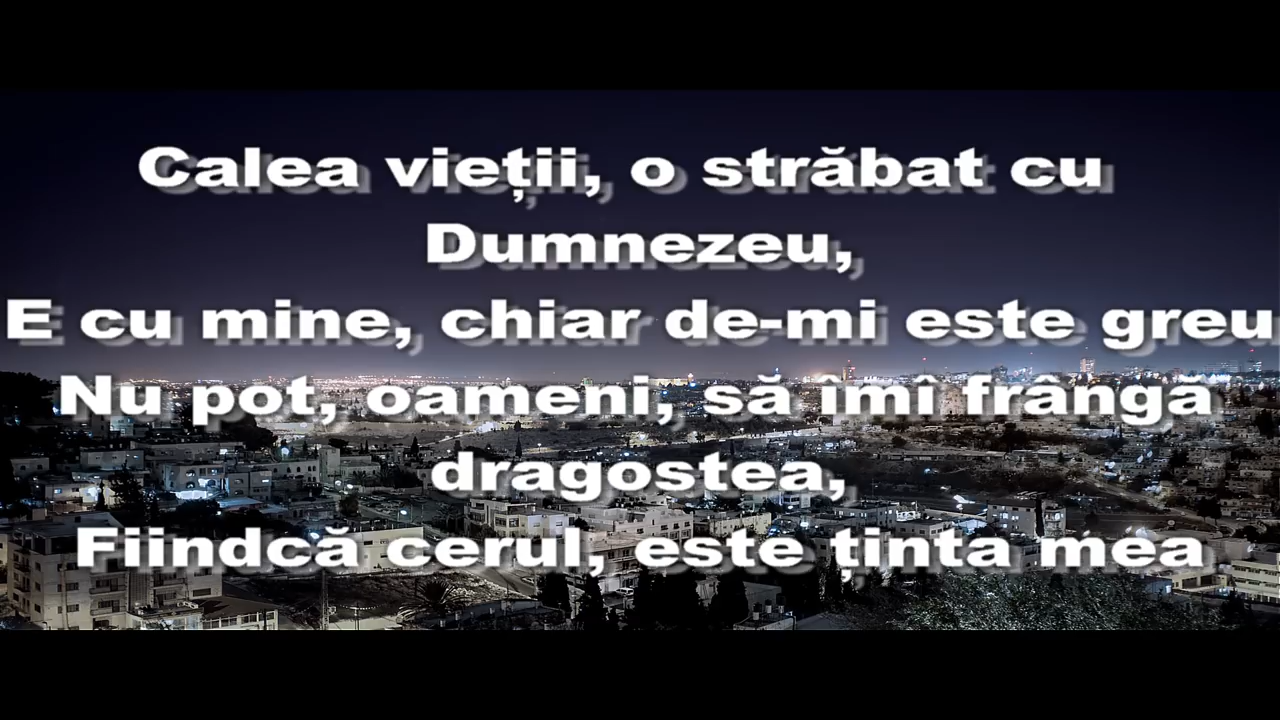 Calea vieții, o străbat cu
Dumnezeu,
E cu mine, chiar de-mi este greu
Nu pot, oameni, să îmî frângă
dragostea,
Fiindcă cerul, este ținta mea